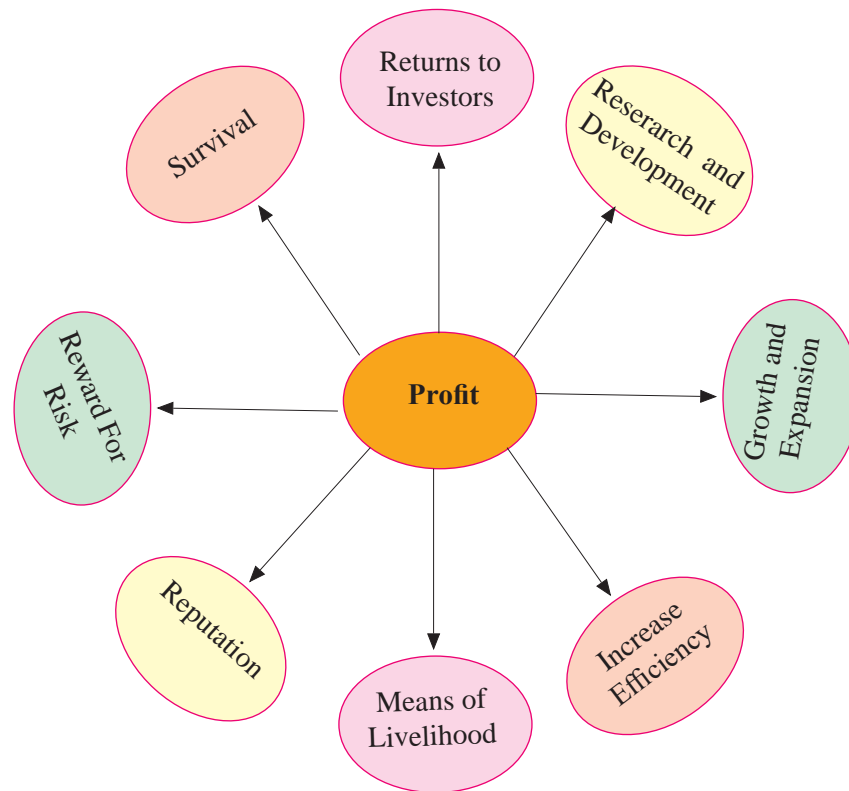 Returns to
Investors
Reserarch and
Development
Growth and
Expansion
Increase
Efficiency
Means of
Livelihood
Reputation
Reward For
Risk
Survival
Profit